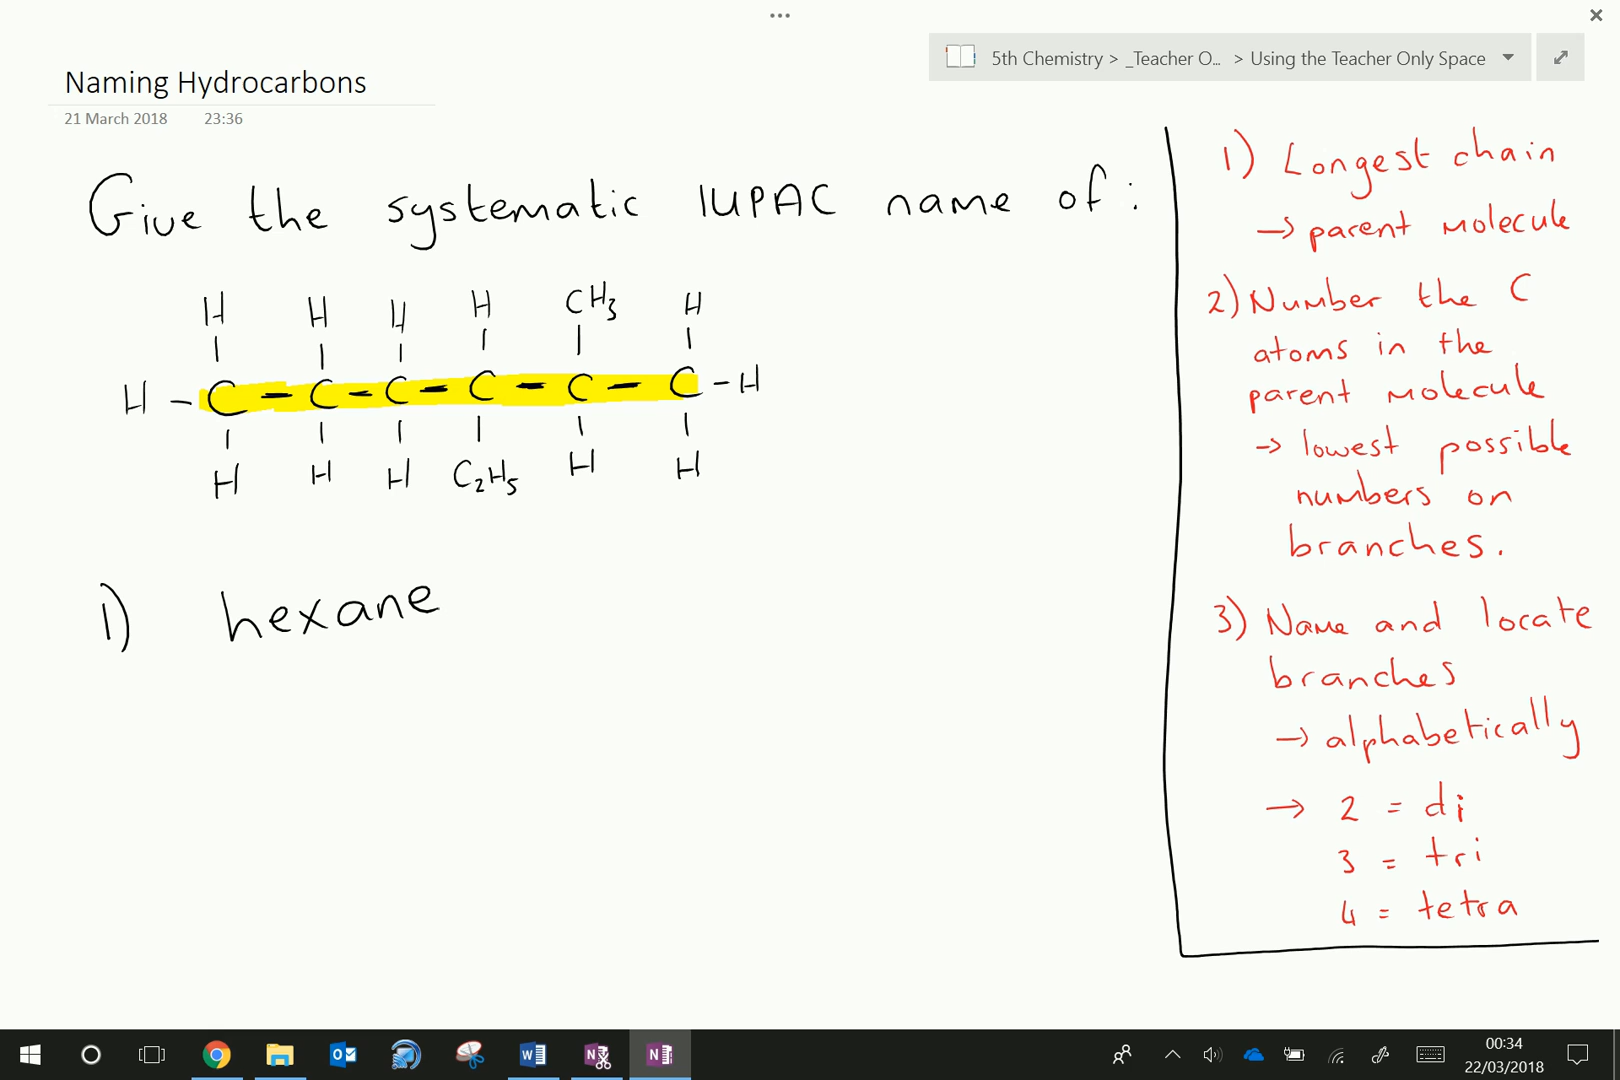 Naming Hydrocarbons
21 March 2018 23:36
5th Chemistry > _Teacher O... > Using the Teacher Only Space
Give the systematic IUPAC name of:
H H H H CH₃ H
H - C - C - C - C - C - C - H
H H H C₂H₅ H H
1) hexane
1) Longest chain
→ parent molecule
2) Number the C
atoms in the
parent molecule
→ lowest possible
numbers on
branches.
3) Name and locate
branches
→ alphabetically
→ 2 = di
3 = tri
4 = tetra
00:34
22/03/2018